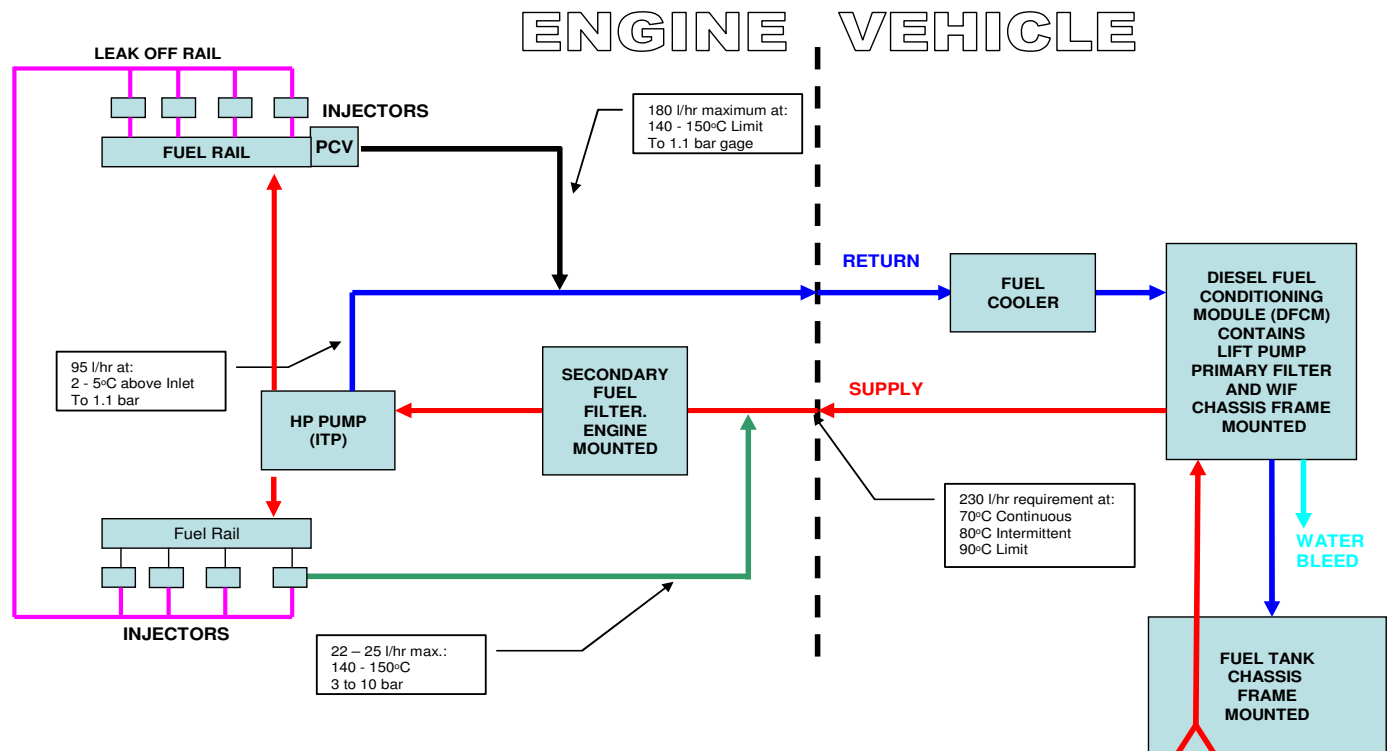 ENGINE VEHICLE
LEAK OFF RAIL
INJECTORS
FUEL RAIL
PCV
180 l/hr maximum at:
140 - 150ºC Limit
To 1.1 bar gage
RETURN
FUEL
COOLER
DIESEL FUEL
CONDITIONING
MODULE (DFCM)
CONTAINS
LIFT PUMP
PRIMARY FILTER
AND WIF
CHASSIS FRAME
MOUNTED
95 l/hr at:
2 - 5ºC above Inlet
To 1.1 bar
HP PUMP
(ITP)
SECONDARY
FUEL
FILTER.
ENGINE
MOUNTED
SUPPLY
230 l/hr requirement at:
70ºC Continuous
80ºC Intermittent
90ºC Limit
WATER
BLEED
Fuel Rail
INJECTORS
22 – 25 l/hr max.:
140 - 150ºC
3 to 10 bar
FUEL TANK
CHASSIS
FRAME
MOUNTED